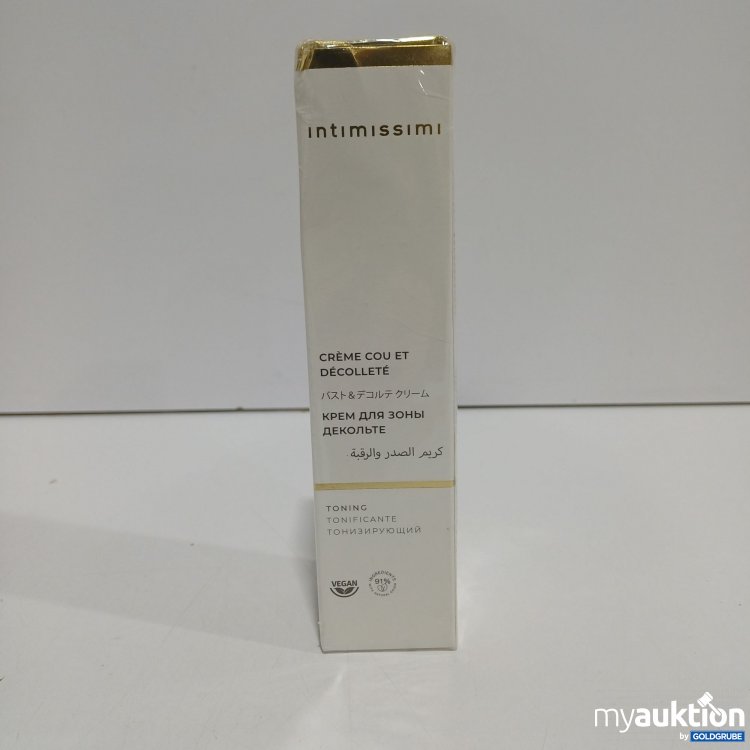 intimissimi
CRÈME COU ET
DÉCOLLETÉ
バスト&デコルテ クリーム
КРЕМ ДЛЯ ЗОНЫ
ДЕКОЛЬТЕ
كريم الصدر والرقبة
TONING
TONIFICANTE
ТОНИЗИРУЮЩИЙ
VEGAN
INGREDIENTS
91%
myauktion
by GOLDGRUBE